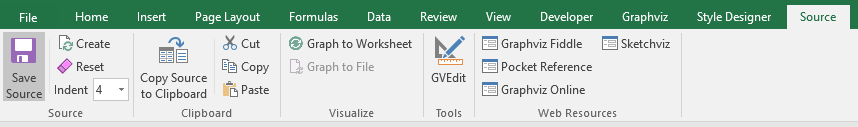 File Home Insert Page Layout Formulas Data Review View Developer Graphviz Style Designer Source
Save Source
Create
Reset
Indent 4
Source
Copy Source to Clipboard
Cut
Copy
Paste
Clipboard
Graph to Worksheet
Graph to File
Visualize
GVEdit
Tools
Graphviz Fiddle
Pocket Reference
Graphviz Online
Sketchviz
Web Resources